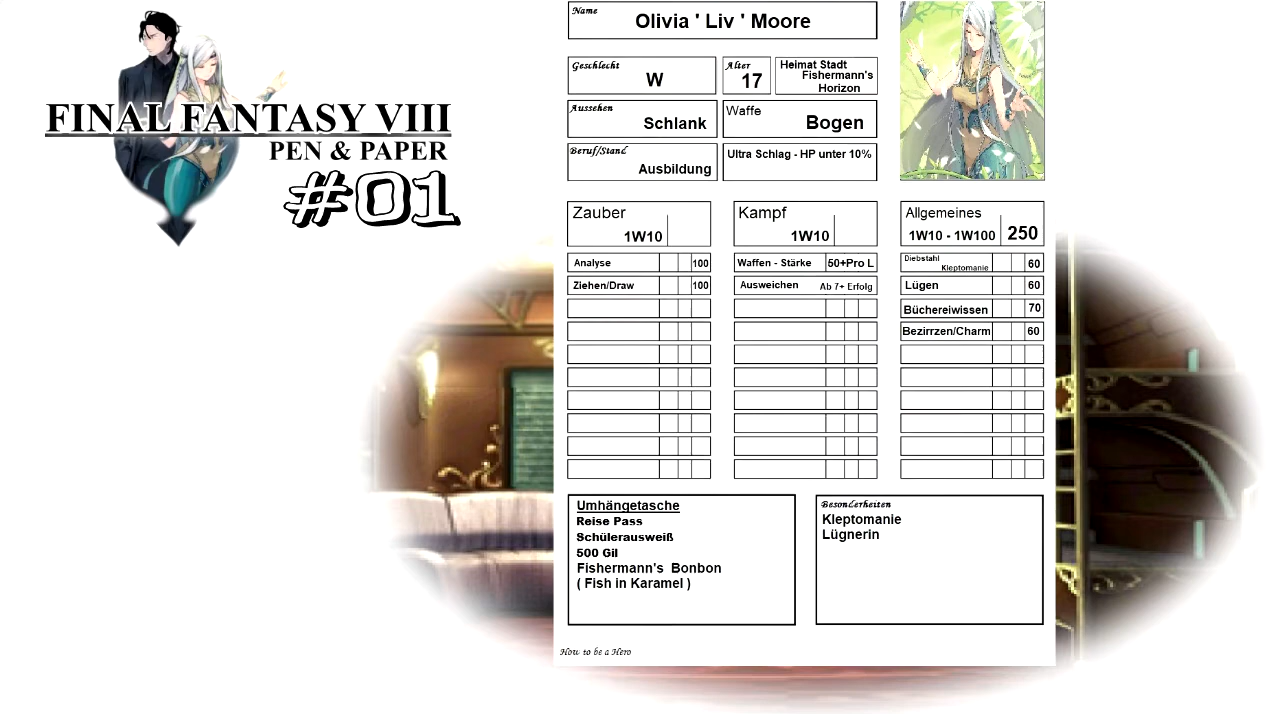 FINAL FANTASY VIII
PEN & PAPER
#01
Name
Olivia ' Liv ' Moore
Geschlecht
W
Alter
17
Heimat Stadt
Fishermann's
Horizon
Aussehen
Schlank
Waffe
Bogen
Beruf/Stand
Ausbildung
Ultra Schlag - HP unter 10%
Zauber
1W10
Analyse 100
Ziehen/Draw 100
Kampf
1W10
Waffen - Stärke 50+Pro L
Ausweichen Ab 7+ Erfolg
Allgemeines
1W10 - 1W100 250
Diebstahl
Kleptomanie 60
Lügen 60
Büchereiwissen 70
Bezirrzen/Charm 60
Umhängetasche
Reise Pass
Schülerausweiß
500 Gil
Fishermann's Bonbon
( Fish in Karamel )
Besonderheiten
Kleptomanie
Lügnerin
How to be a Hero